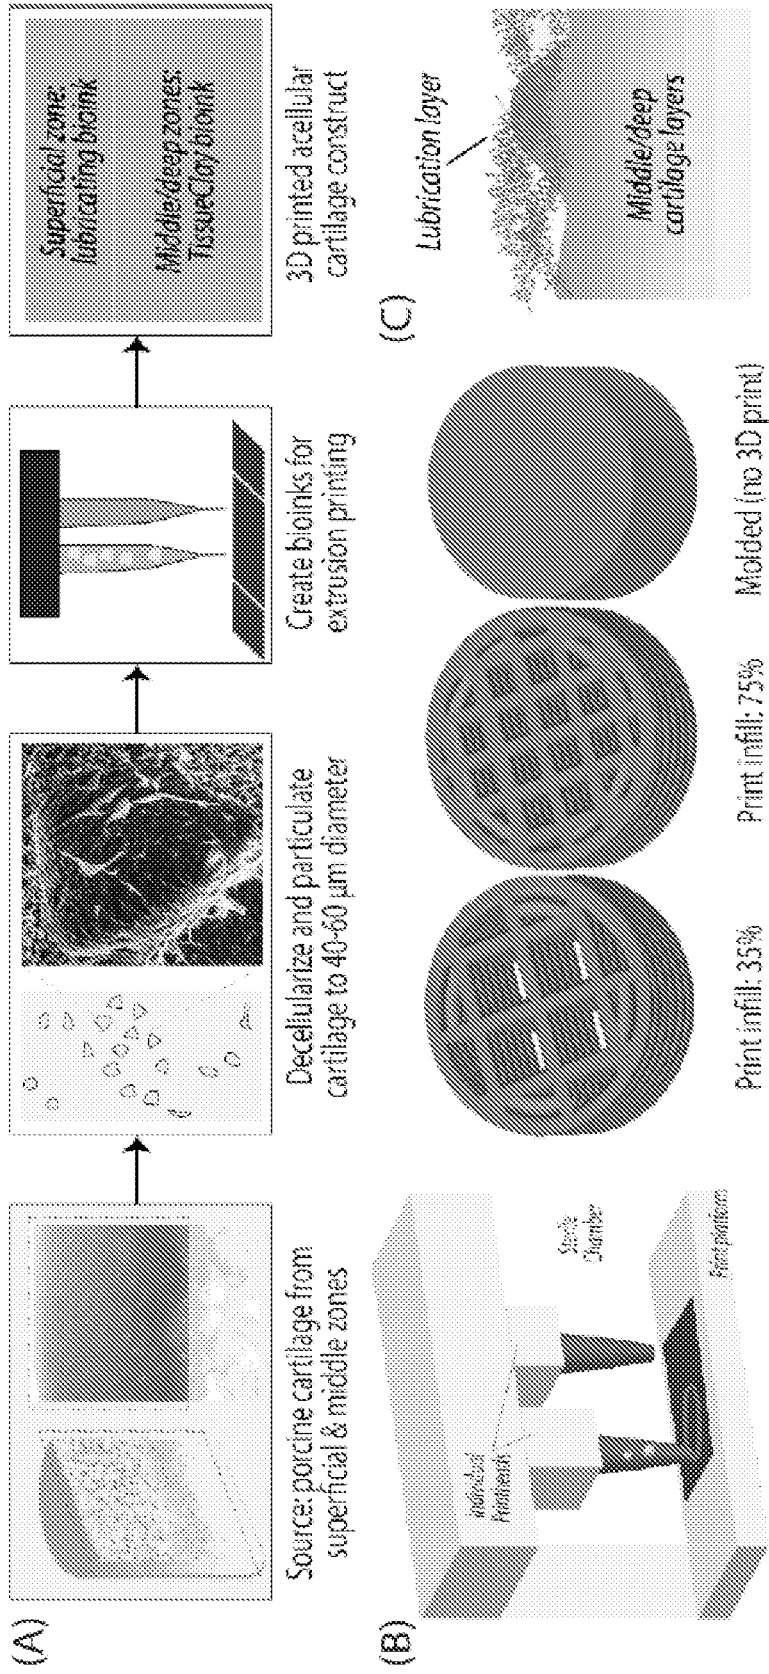 (A)
Source: porcine cartilage from
superficial & middle zones
Decellularize and particulate
cartilage to 40-60 µm diameter
Create bioinks for
extrusion printing
Superficial zone:
lubricating bioink
Middle/deep zones:
TissueClay bioink
3D printed acellular
cartilage construct
(B)
Individual
Printheads
Sterile
Chamber
Print platform
Print infill: 35%
Print infill: 75%
Molded (no 3D print)
(C)
Lubrication layer
Middle/deep
cartilage layers